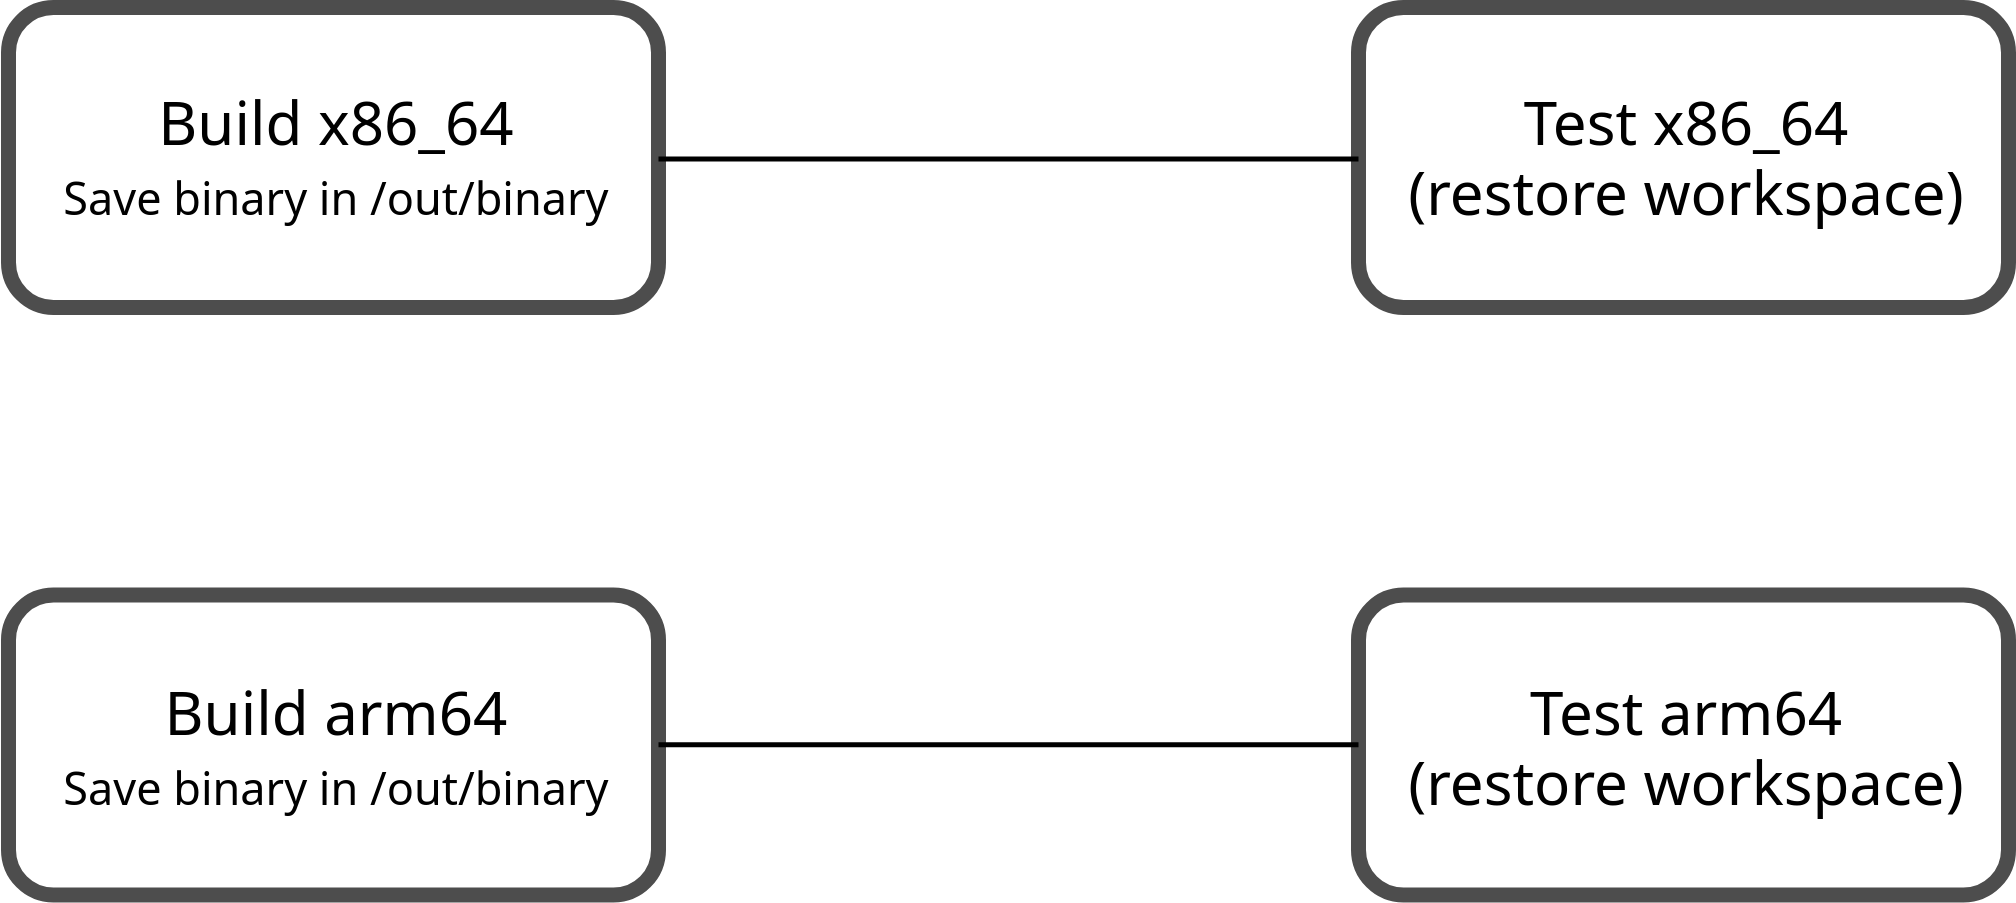 Build x86_64
Save binary in /out/binary
Test x86_64
(restore workspace)
Build arm64
Save binary in /out/binary
Test arm64
(restore workspace)